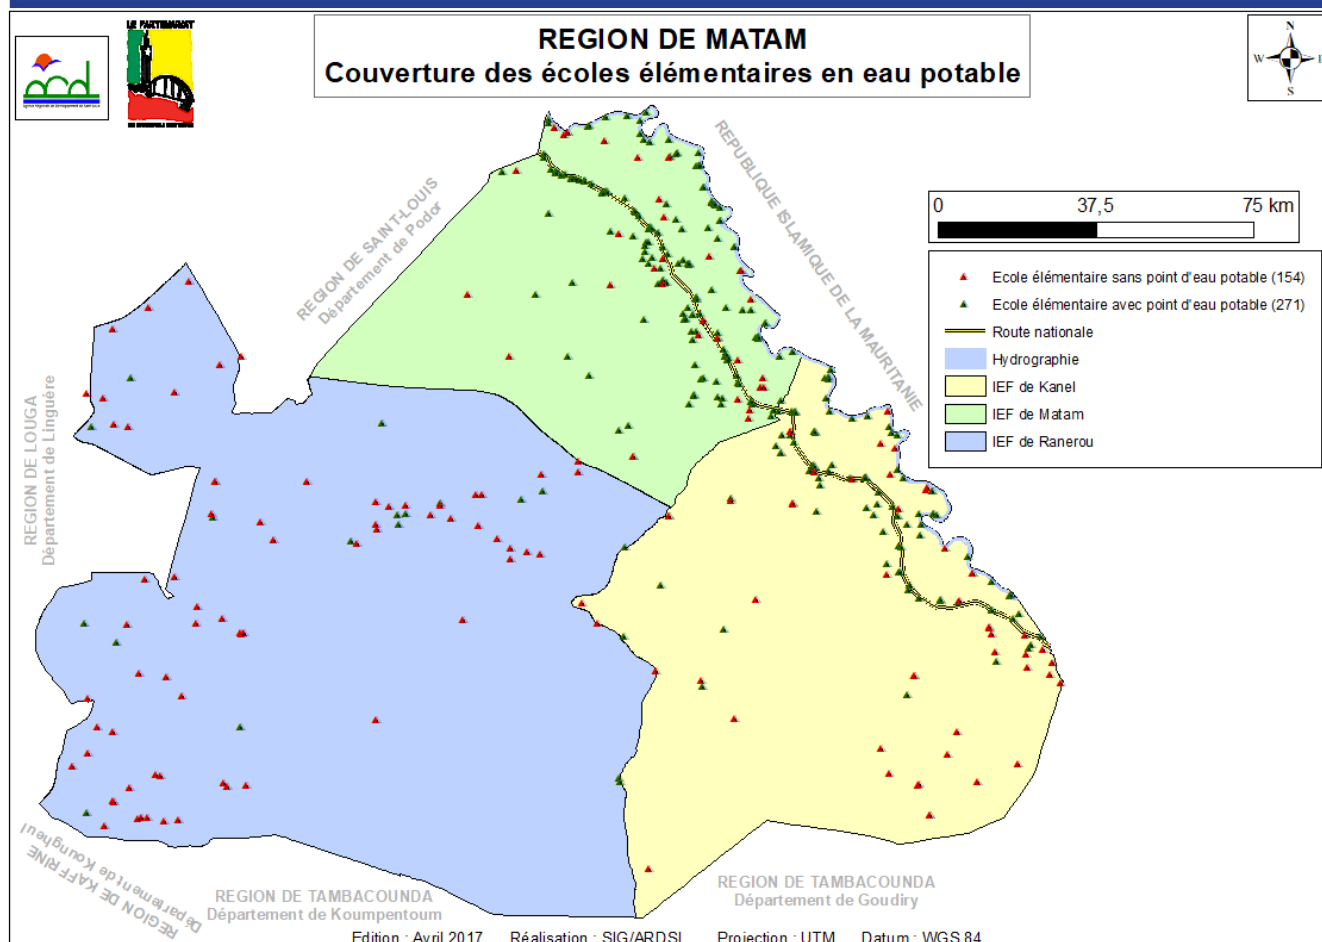 LE PARTENARIAT
REGION DE MATAM
Couverture des écoles élémentaires en eau potable
N
W
E
S
REPUBLIQUE ISLAMIQUE DE LA MAURITANIE
REGION DE SAINT-LOUIS
Département de Podor
0 37,5 75 km
Ecole élémentaire sans point d'eau potable (154)
Ecole élémentaire avec point d'eau potable (271)
Route nationale
Hydrographie
IEF de Kanel
IEF de Matam
IEF de Ranerou
REGION DE LOUGA
Département de Linguère
REGION DE KAFFRINE
Département de Koungheul
REGION DE TAMBACOUNDA
Département de Koumpentoum
REGION DE TAMBACOUNDA
Département de Goudiry
Edition : Avril 2017 Réalisation : SIG/ARDSL Projection : UTM Datum : WGS 84